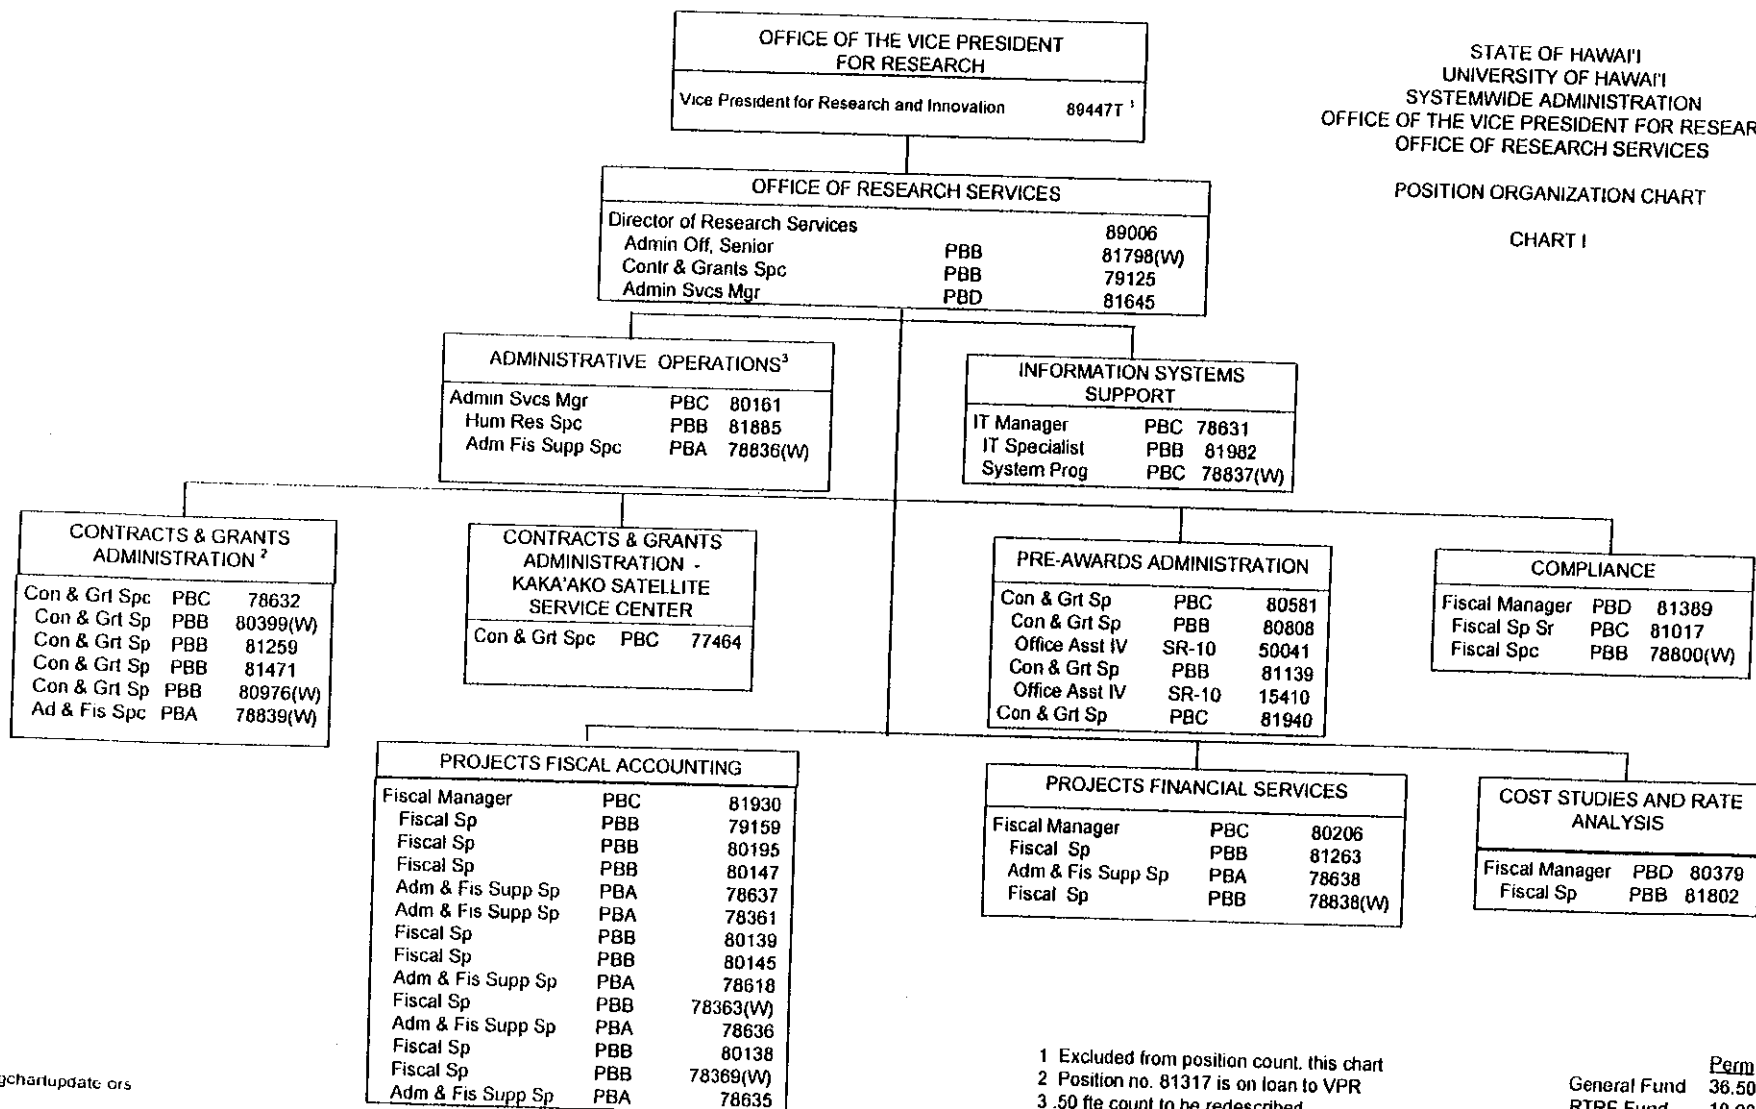 OFFICE OF THE VICE PRESIDENT
FOR RESEARCH
Vice President for Research and Innovation 89447T 1
STATE OF HAWAI'I
UNIVERSITY OF HAWAI'I
SYSTEMWIDE ADMINISTRATION
OFFICE OF THE VICE PRESIDENT FOR RESEAR
OFFICE OF RESEARCH SERVICES
POSITION ORGANIZATION CHART
CHART I
OFFICE OF RESEARCH SERVICES
Director of Research Services 89006
Admin Off, Senior PBB 81798(W)
Contr & Grants Spc PBB 79125
Admin Svcs Mgr PBD 81645
ADMINISTRATIVE OPERATIONS3
Admin Svcs Mgr PBC 80161
Hum Res Spc PBB 81885
Adm Fis Supp Spc PBA 78836(W)
INFORMATION SYSTEMS
SUPPORT
IT Manager PBC 78631
IT Specialist PBB 81982
System Prog PBC 78837(W)
CONTRACTS & GRANTS
ADMINISTRATION 2
Con & Grt Spc PBC 78632
Con & Grt Sp PBB 80399(W)
Con & Grt Sp PBB 81259
Con & Grt Sp PBB 81471
Con & Grt Sp PBB 80976(W)
Ad & Fis Spc PBA 78839(W)
CONTRACTS & GRANTS
ADMINISTRATION -
KAKA'AKO SATELLITE
SERVICE CENTER
Con & Grt Spc PBC 77464
PRE-AWARDS ADMINISTRATION
Con & Grt Sp PBC 80581
Con & Grt Sp PBB 80808
Office Asst IV SR-10 50041
Con & Grt Sp PBB 81139
Office Asst IV SR-10 15410
Con & Grt Sp PBC 81940
COMPLIANCE
Fiscal Manager PBD 81389
Fiscal Sp Sr PBC 81017
Fiscal Spc PBB 78800(W)
PROJECTS FISCAL ACCOUNTING
Fiscal Manager PBC 81930
Fiscal Sp PBB 79159
Fiscal Sp PBB 80195
Fiscal Sp PBB 80147
Adm & Fis Supp Sp PBA 78637
Adm & Fis Supp Sp PBA 78361
Fiscal Sp PBB 80139
Fiscal Sp PBB 80145
Adm & Fis Supp Sp PBA 78618
Fiscal Sp PBB 78363(W)
Adm & Fis Supp Sp PBA 78636
Fiscal Sp PBB 80138
Fiscal Sp PBB 78369(W)
Adm & Fis Supp Sp PBA 78635
PROJECTS FINANCIAL SERVICES
Fiscal Manager PBC 80206
Fiscal Sp PBB 81263
Adm & Fis Supp Sp PBA 78638
Fiscal Sp PBB 78838(W)
COST STUDIES AND RATE
ANALYSIS
Fiscal Manager PBD 80379
Fiscal Sp PBB 81802
gchartupdate ors
1 Excluded from position count. this chart
2 Position no. 81317 is on loan to VPR
3 .50 fte count to be redescribed
Perm
General Fund 36.50